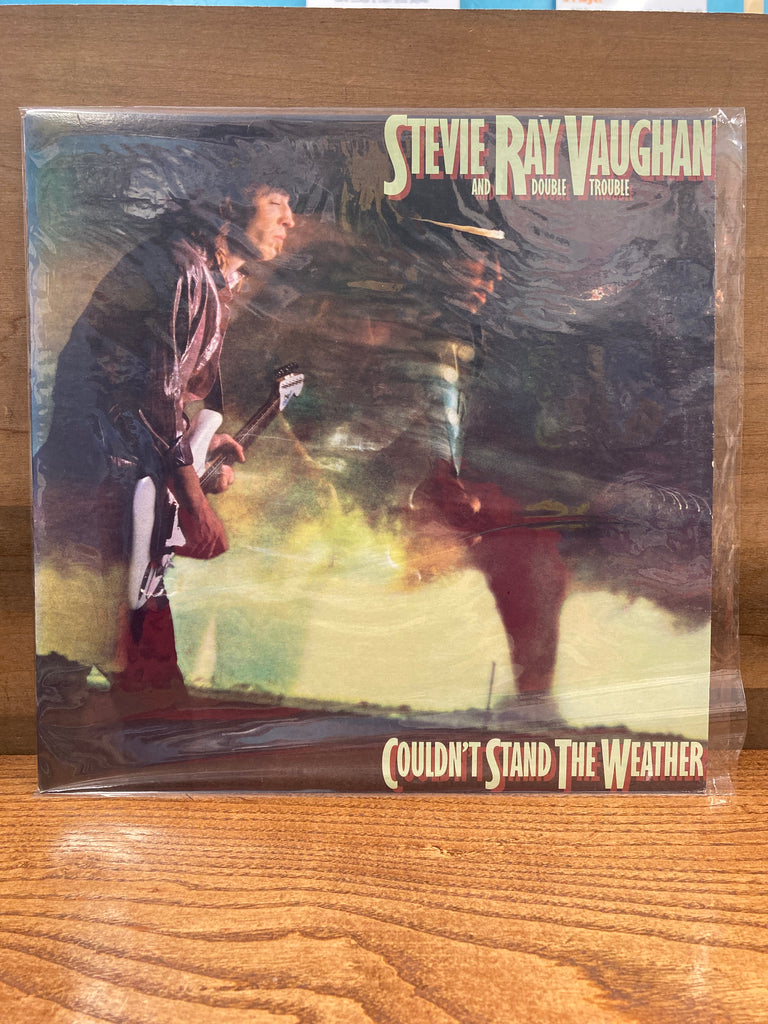 STEVIE RAY VAUGHAN
AND DOUBLE TROUBLE
COULDN'T STAND THE WEATHER